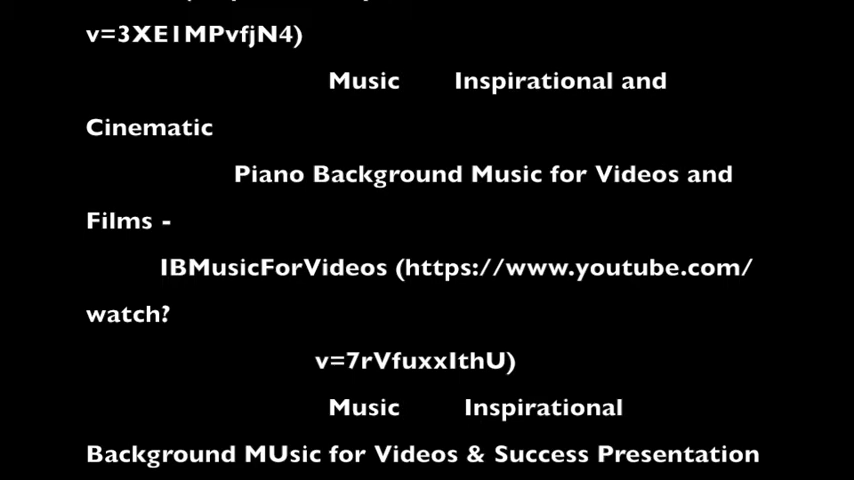 v=3XE1MPvfjN4)
Music Inspirational and
Cinematic
Piano Background Music for Videos and
Films -
IBMusicForVideos (https://www.youtube.com/
watch?
v=7rVfuxxIthU)
Music Inspirational
Background MUsic for Videos & Success Presentation